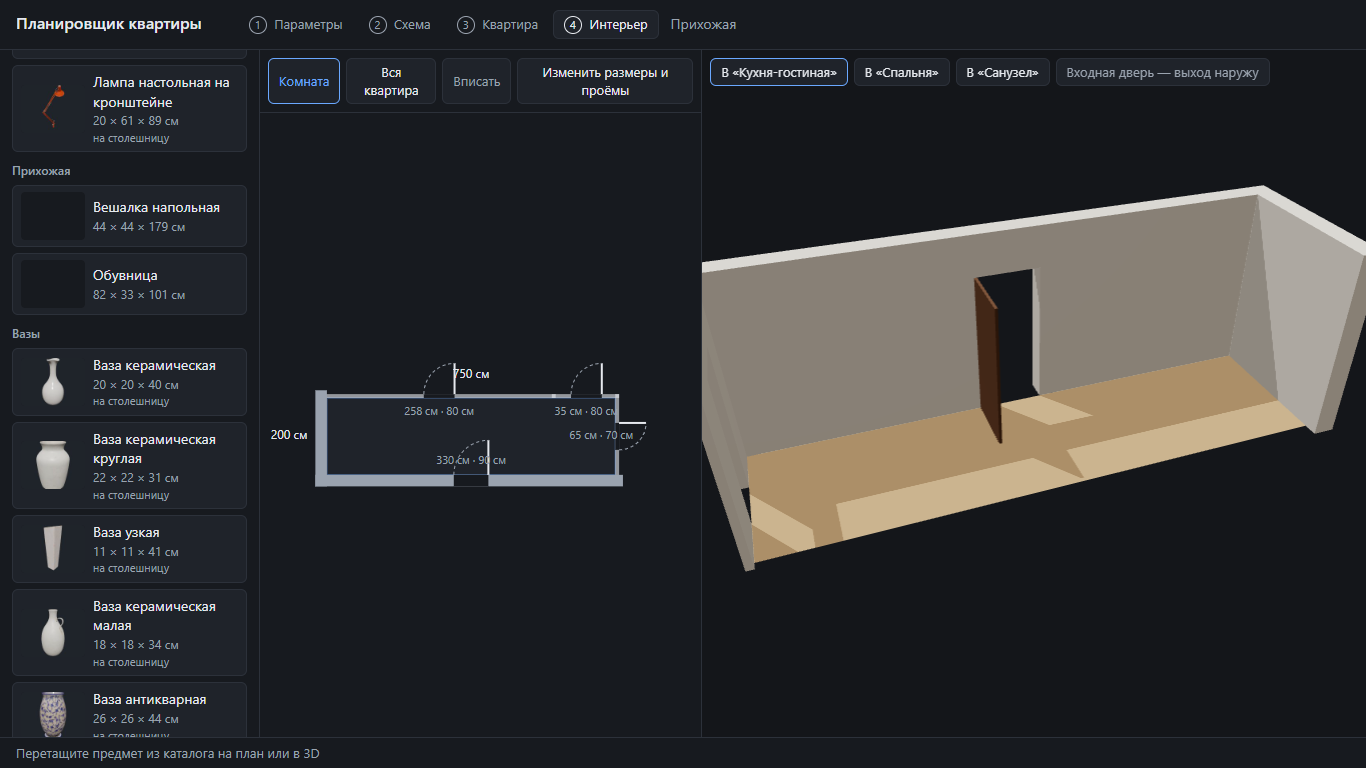 Планировщик квартиры
1 Параметры
2 Схема
3 Квартира
4 Интерьер
Прихожая
Лампа настольная на
кронштейне
20 × 61 × 89 см
на столешницу
Прихожая
Вешалка напольная
44 × 44 × 179 см
Обувница
82 × 33 × 101 см
Вазы
Ваза керамическая
20 × 20 × 40 см
на столешницу
Ваза керамическая
круглая
22 × 22 × 31 см
на столешницу
Ваза узкая
11 × 11 × 41 см
на столешницу
Ваза керамическая
малая
18 × 18 × 34 см
на столешницу
Ваза антикварная
26 × 26 × 44 см
на столешницу
Комната
Вся
квартира
Вписать
Изменить размеры и
проёмы
750 см
258 см · 80 см
35 см · 80 см
200 см
65 см · 70 см
330 см · 90 см
В «Кухня-гостиная»
В «Спальня»
В «Санузел»
Входная дверь — выход наружу
Перетащите предмет из каталога на план или в 3D